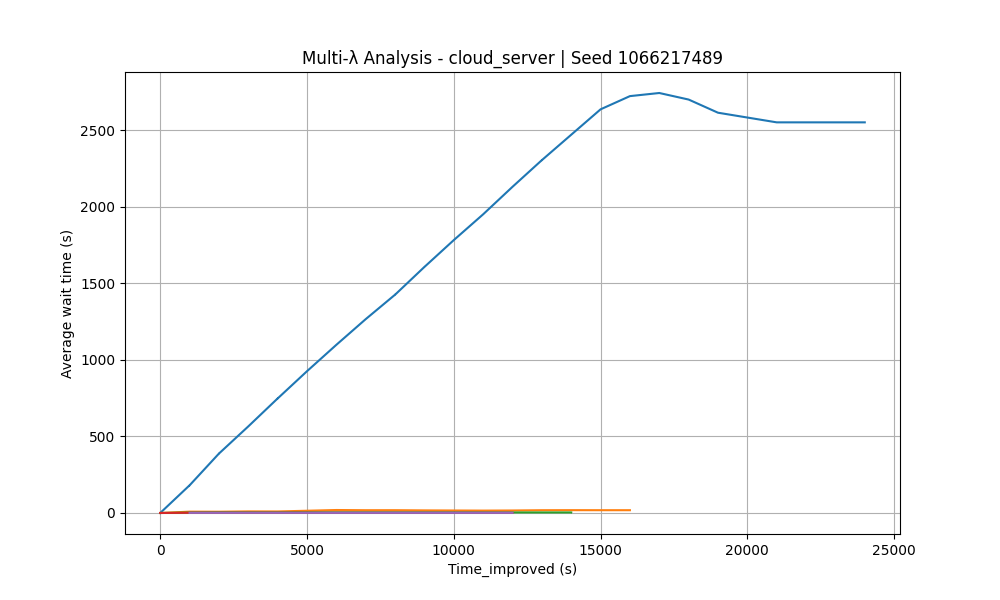 Multi-λ Analysis - cloud_server | Seed 1066217489
Average wait time (s)
2500
2000
1500
1000
500
0
0 5000 10000 15000 20000 25000
Time_improved (s)